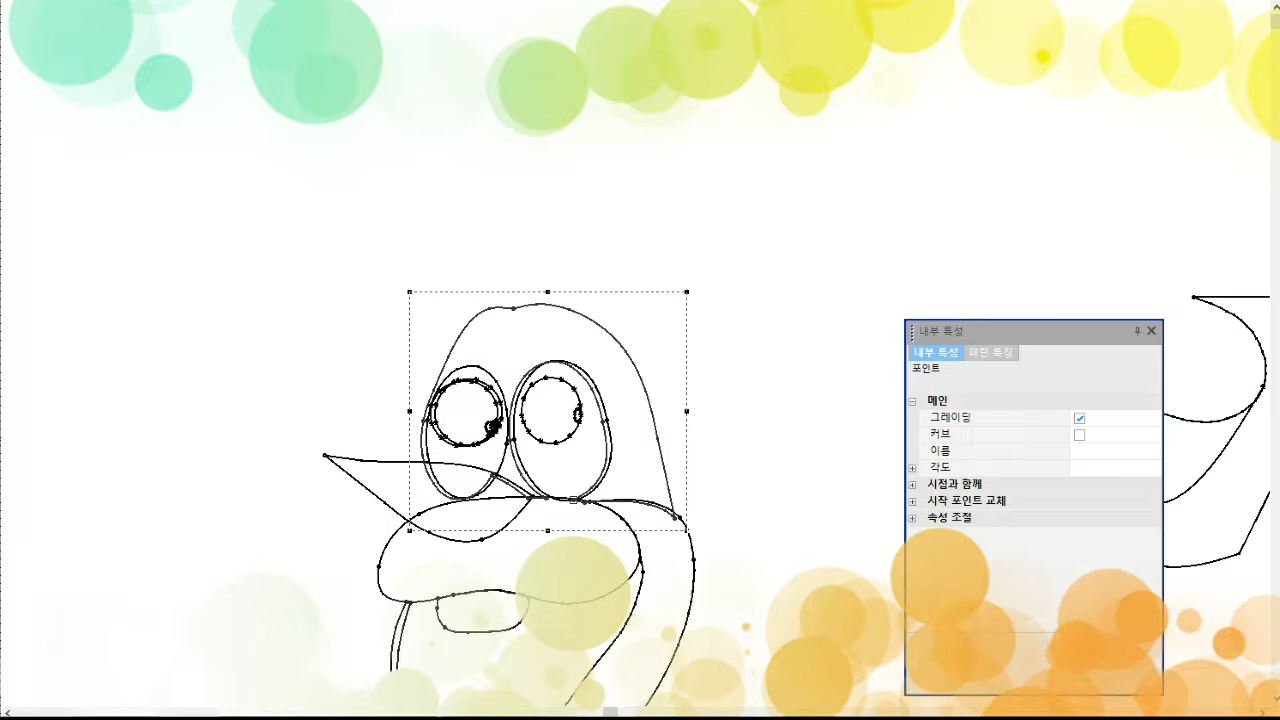 내부 특성
내부 특성 패턴 특징
포인트
메인
그레이딩
커브
이름
각도
시접과 함께
시작 포인트 교체
속성 조절